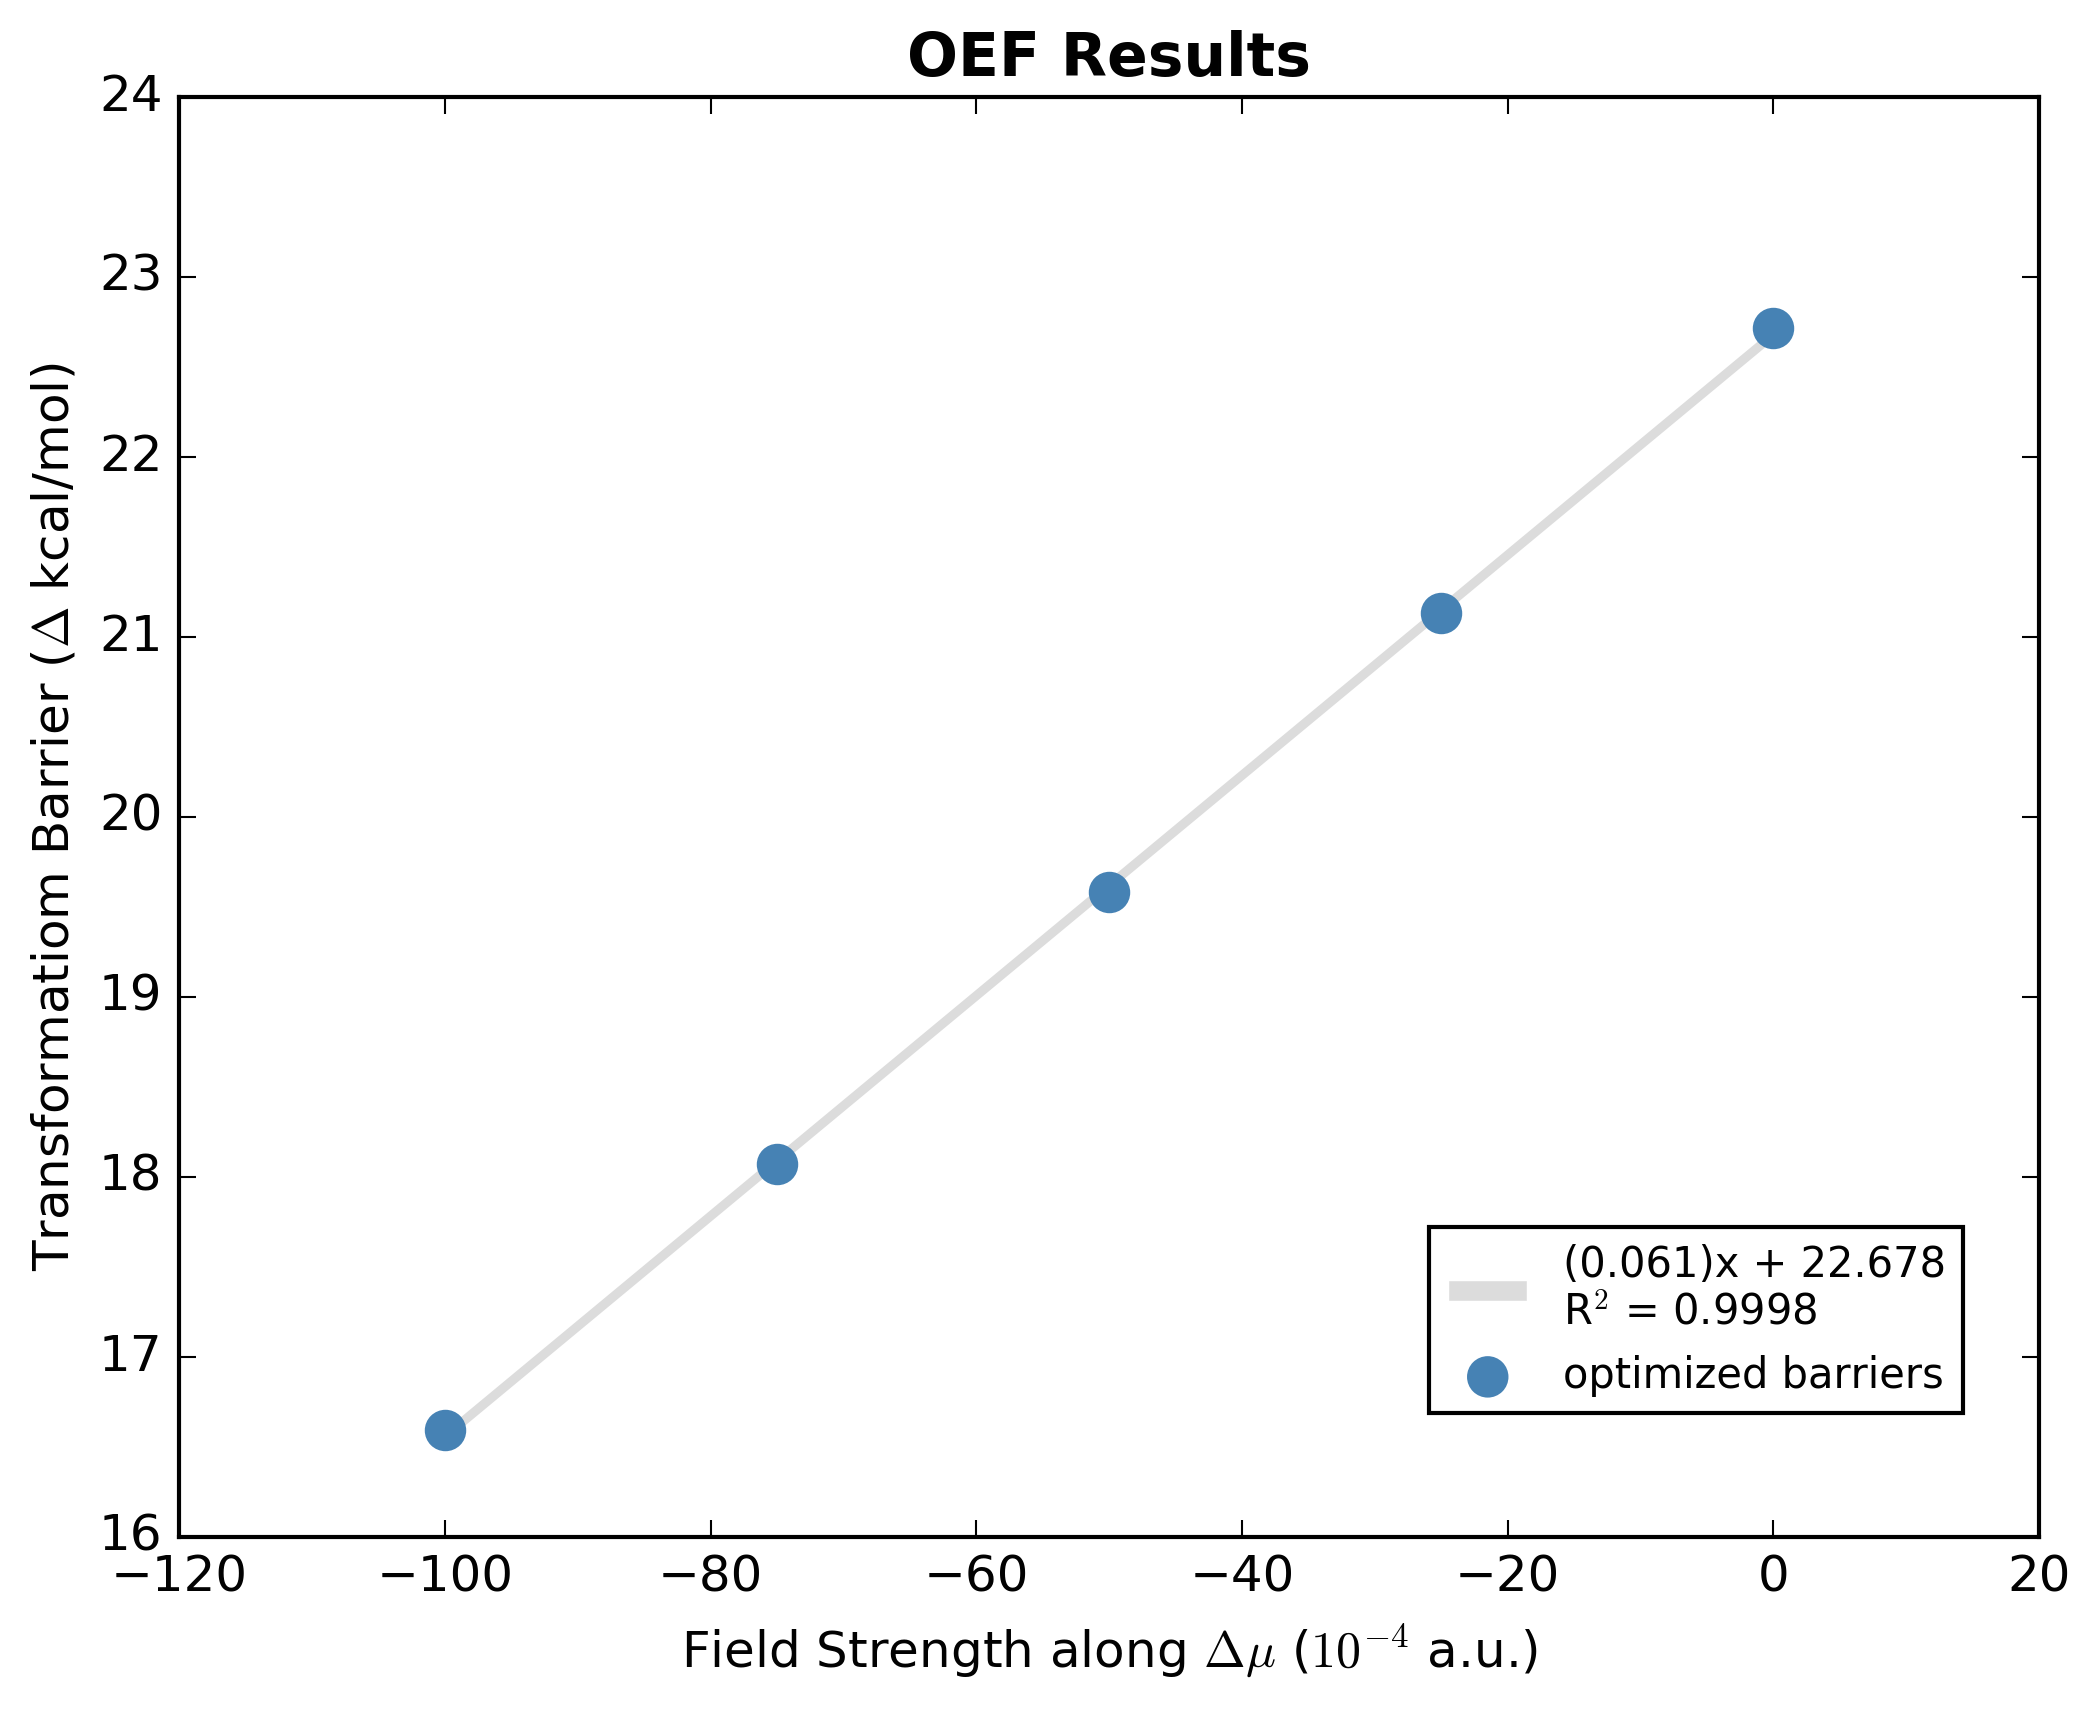 OEF Results
24
23
22
21
20
19
18
17
16
Transformatiom Barrier (Δ kcal/mol)
(0.061)x + 22.678
R² = 0.9998
optimized barriers
−120 −100 −80 −60 −40 −20 0 20
Field Strength along Δμ (10⁻⁴ a.u.)